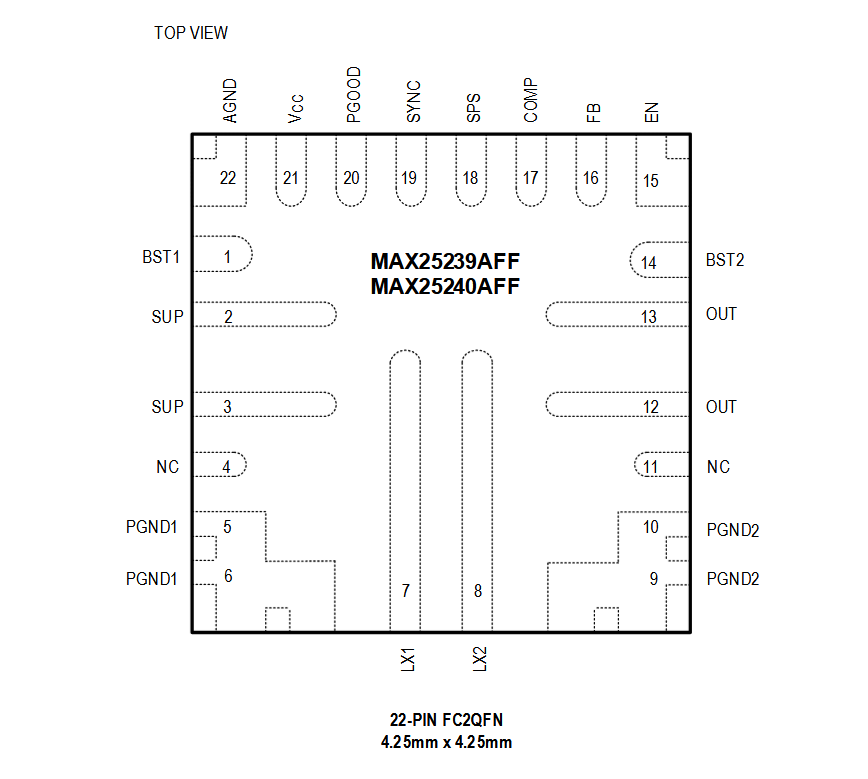 TOP VIEW
AGND
Vcc
PGOOD
SYNC
SPS
COMP
FB
EN
22
21
20
19
18
17
16
15
BST1
1
MAX25239AFF
MAX25240AFF
14
BST2
SUP
2
13
OUT
SUP
3
12
OUT
NC
4
11
NC
PGND1
5
10
PGND2
PGND1
6
7
8
9
PGND2
LX1
LX2
22-PIN FC2QFN
4.25mm x 4.25mm